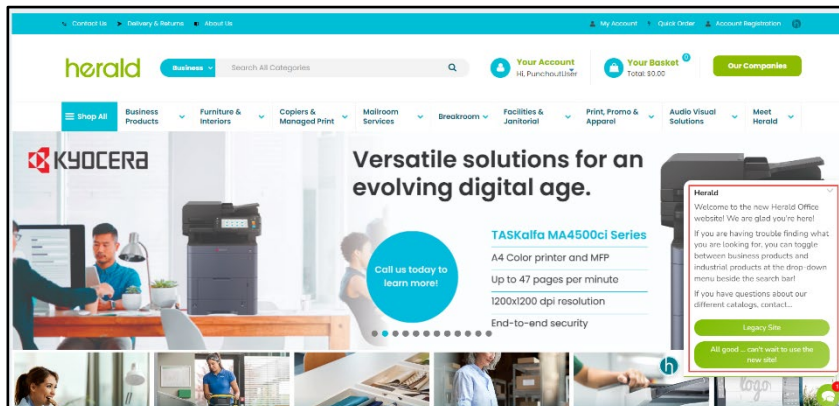 Contact Us
Delivery & Returns
About Us
My Account
Quick Order
Account Registration
herald
Business
Search All Categories
Your Account
Hi, PunchoutUser
Your Basket
0
Total: $0.00
Our Companies
Shop All
Business Products
Furniture & Interiors
Copiers & Managed Print
Mailroom Services
Breakroom
Facilities & Janitorial
Print, Promo & Apparel
Audio Visual Solutions
Meet Herald
KYOCERA
Versatile solutions for an
evolving digital age.
TASKalfa MA4500ci Series
A4 Color printer and MFP
Up to 47 pages per minute
1200x1200 dpi resolution
End-to-end security
Call us today to
learn more!
Herald
Welcome to the new Herald Office
website! We are glad you're here!
If you are having trouble finding what
you are looking for, you can toggle
between business products and
industrial products at the drop-down
menu beside the search bar!
If you have questions about our
different catalogs, contact...
Legacy Site
All good ... can't wait to use the
new site!
h
logo